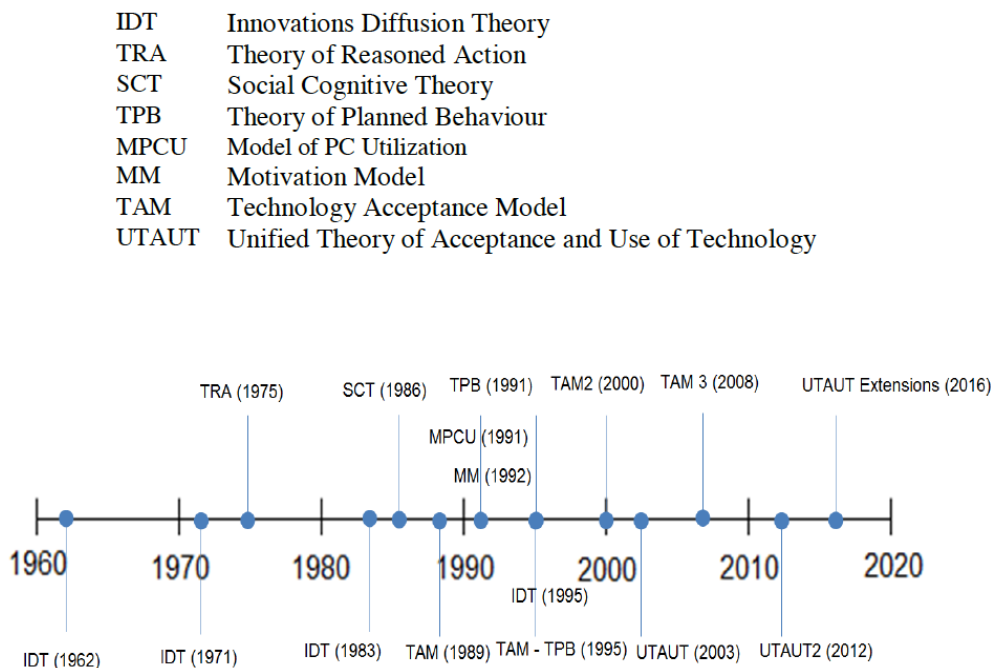 IDT Innovations Diffusion Theory
TRA Theory of Reasoned Action
SCT Social Cognitive Theory
TPB Theory of Planned Behaviour
MPCU Model of PC Utilization
MM Motivation Model
TAM Technology Acceptance Model
UTAUT Unified Theory of Acceptance and Use of Technology
TRA (1975) SCT (1986) TPB (1991) TAM2 (2000) TAM 3 (2008) UTAUT Extensions (2016)
MPCU (1991)
MM (1992)
1960 1970 1980 1990 2000 2010 2020
IDT (1995)
IDT (1962) IDT (1971) IDT (1983) TAM (1989) TAM - TPB (1995) UTAUT (2003) UTAUT2 (2012)